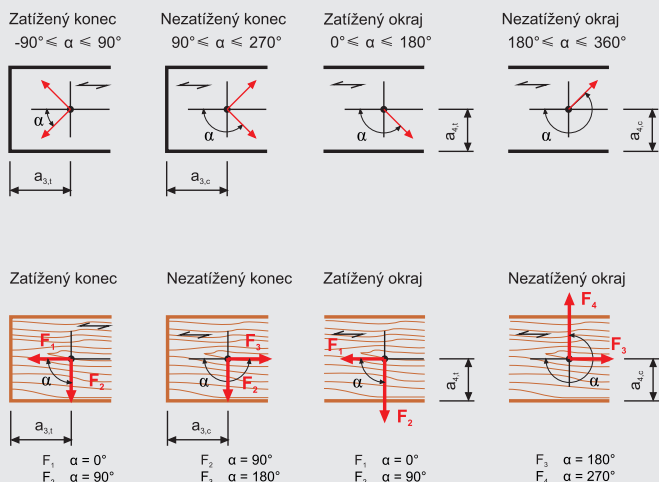 Zatížený konec
-90°≤ α ≤ 90°
Nezatížený konec
90°≤ α ≤ 270°
Zatížený okraj
0°≤ α ≤ 180°
Nezatížený okraj
180°≤ α ≤ 360°
α
α
α
α
a3,t
a3,c
a4,t
a4,c
Zatížený konec
Nezatížený konec
Zatížený okraj
Nezatížený okraj
F1
F2
α
F3
F2
α
F1
F2
α
F4
F3
α
a3,t
a3,c
a4,t
a4,c
F1 α = 0°
F2 α = 90°
F2 α = 90°
F3 α = 180°
F1 α = 0°
F2 α = 90°
F3 α = 180°
F4 α = 270°